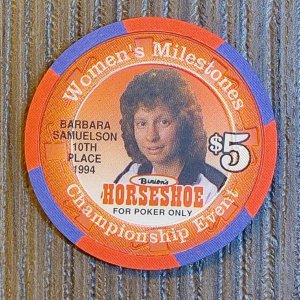 Women's Milestones
BARBARA
SAMUELSON
10TH
PLACE
1994
$5
Binion's
HORSESHOE
FOR POKER ONLY
Championship Event